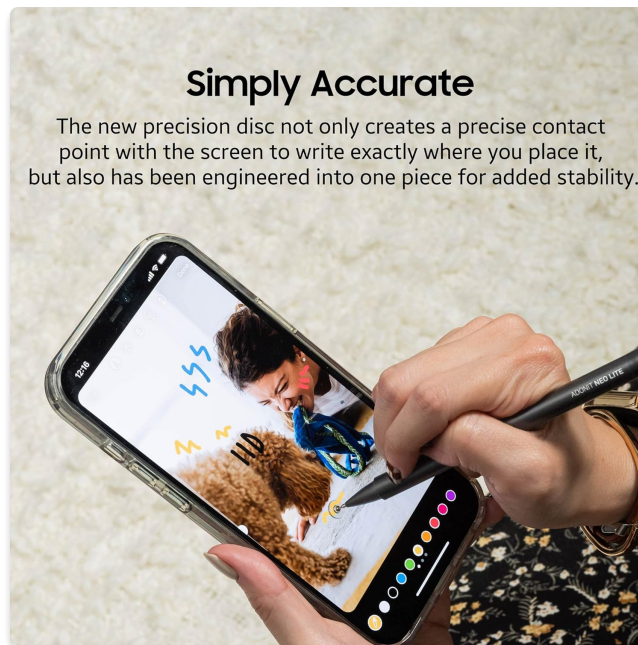 Simply Accurate
The new precision disc not only creates a precise contact
point with the screen to write exactly where you place it,
but also has been engineered into one piece for added stability.
12:16
ADONIT NEO LITE